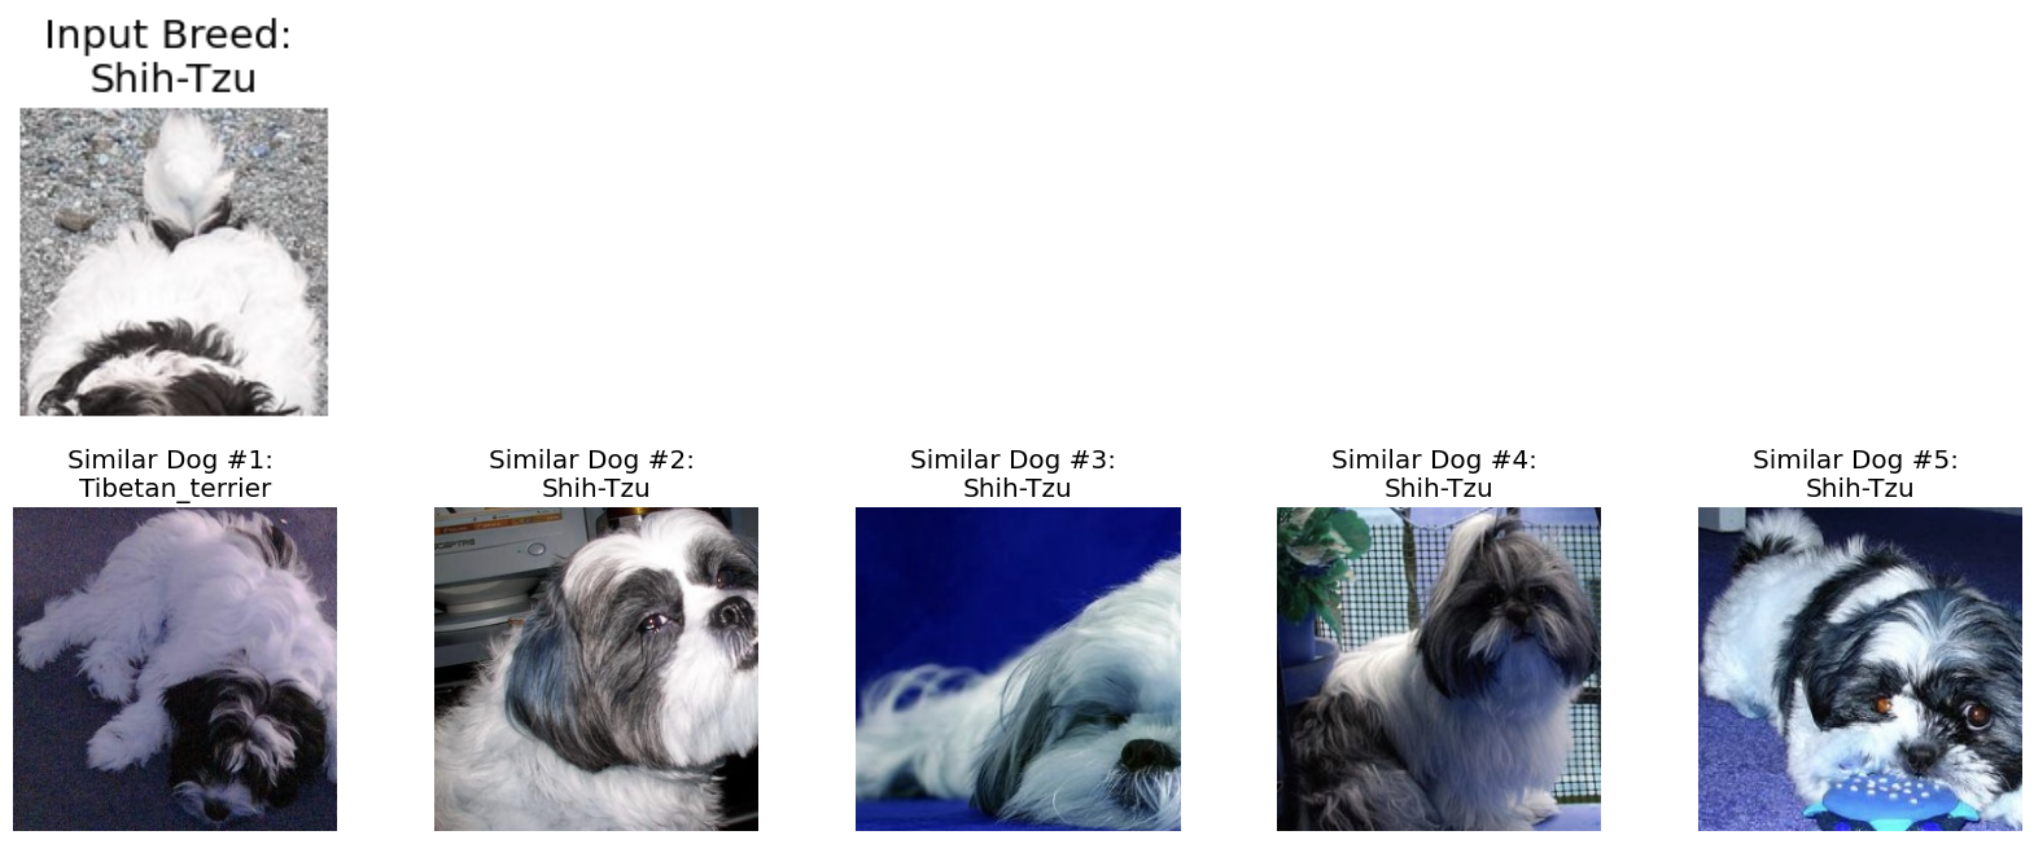 Input Breed:
Shih-Tzu
Similar Dog #1:
Tibetan_terrier
Similar Dog #2:
Shih-Tzu
Similar Dog #3:
Shih-Tzu
Similar Dog #4:
Shih-Tzu
Similar Dog #5:
Shih-Tzu